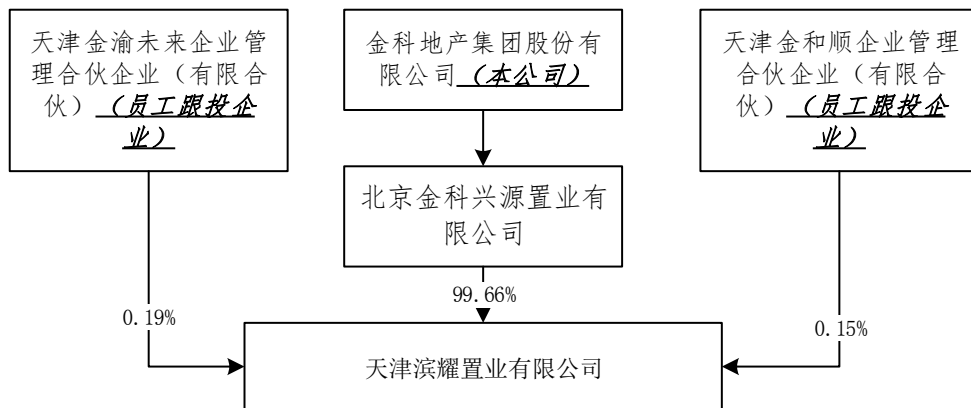 天津金渝未来企业管
理合伙企业（有限合
伙）（员工跟投企
业）
金科地产集团股份有
限公司（本公司）
天津金和顺企业管理
合伙企业（有限合
伙）（员工跟投企
业）
北京金科兴源置业有
限公司
0.19%
99.66%
0.15%
天津滨耀置业有限公司